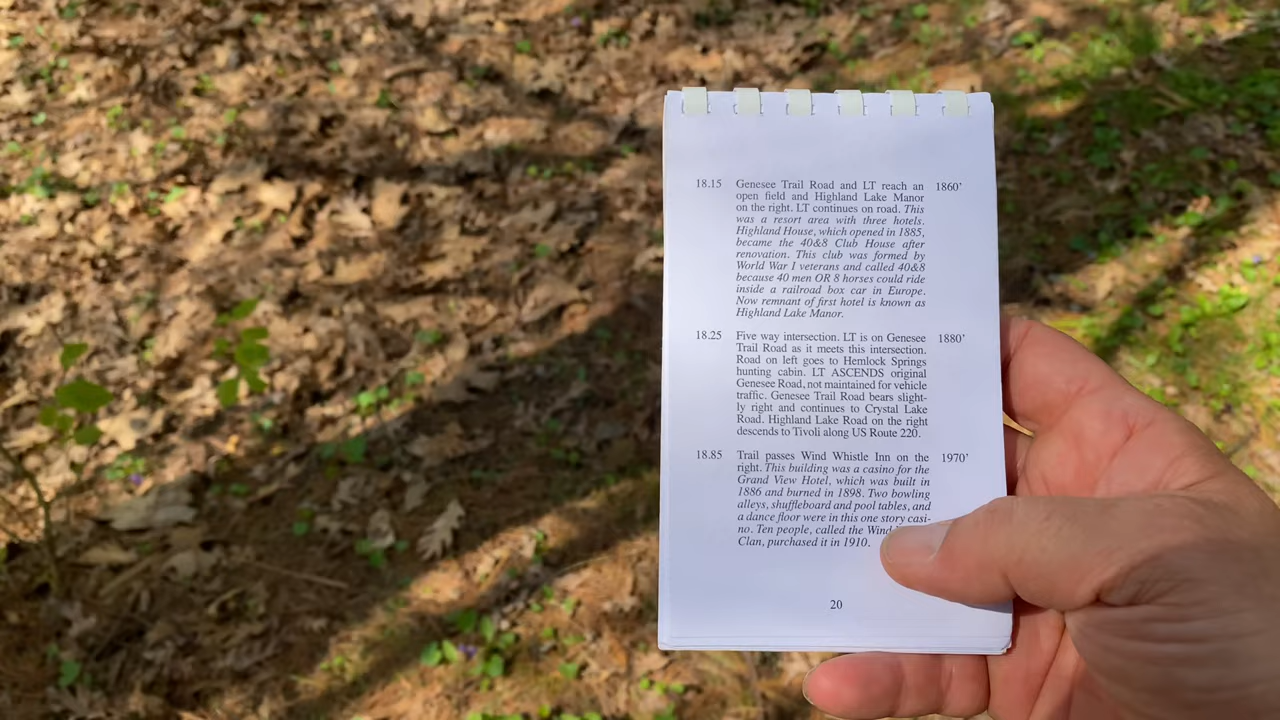 18.15 Genesee Trail Road and LT reach an 1860'
open field and Highland Lake Manor
on the right. LT continues on road. This
was a resort area with three hotels.
Highland House, which opened in 1885,
became the 40&8 Club House after
renovation. This club was formed by
World War I veterans and called 40&8
because 40 men OR 8 horses could ride
inside a railroad box car in Europe.
Now remnant of first hotel is known as
Highland Lake Manor.
18.25 Five way intersection. LT is on Genesee 1880'
Trail Road as it meets this intersection.
Road on left goes to Hemlock Springs
hunting cabin. LT ASCENDS original
Genesee Road, not maintained for vehicle
traffic. Genesee Trail Road bears slight-
ly right and continues to Crystal Lake
Road. Highland Lake Road on the right
descends to Tivoli along US Route 220.
18.85 Trail passes Wind Whistle Inn on the 1970'
right. This building was a casino for the
Grand View Hotel, which was built in
1886 and burned in 1898. Two bowling
alleys, shuffleboard and pool tables, and
a dance floor were in this one story casi-
no. Ten people, called the Wind
Clan, purchased it in 1910.
20